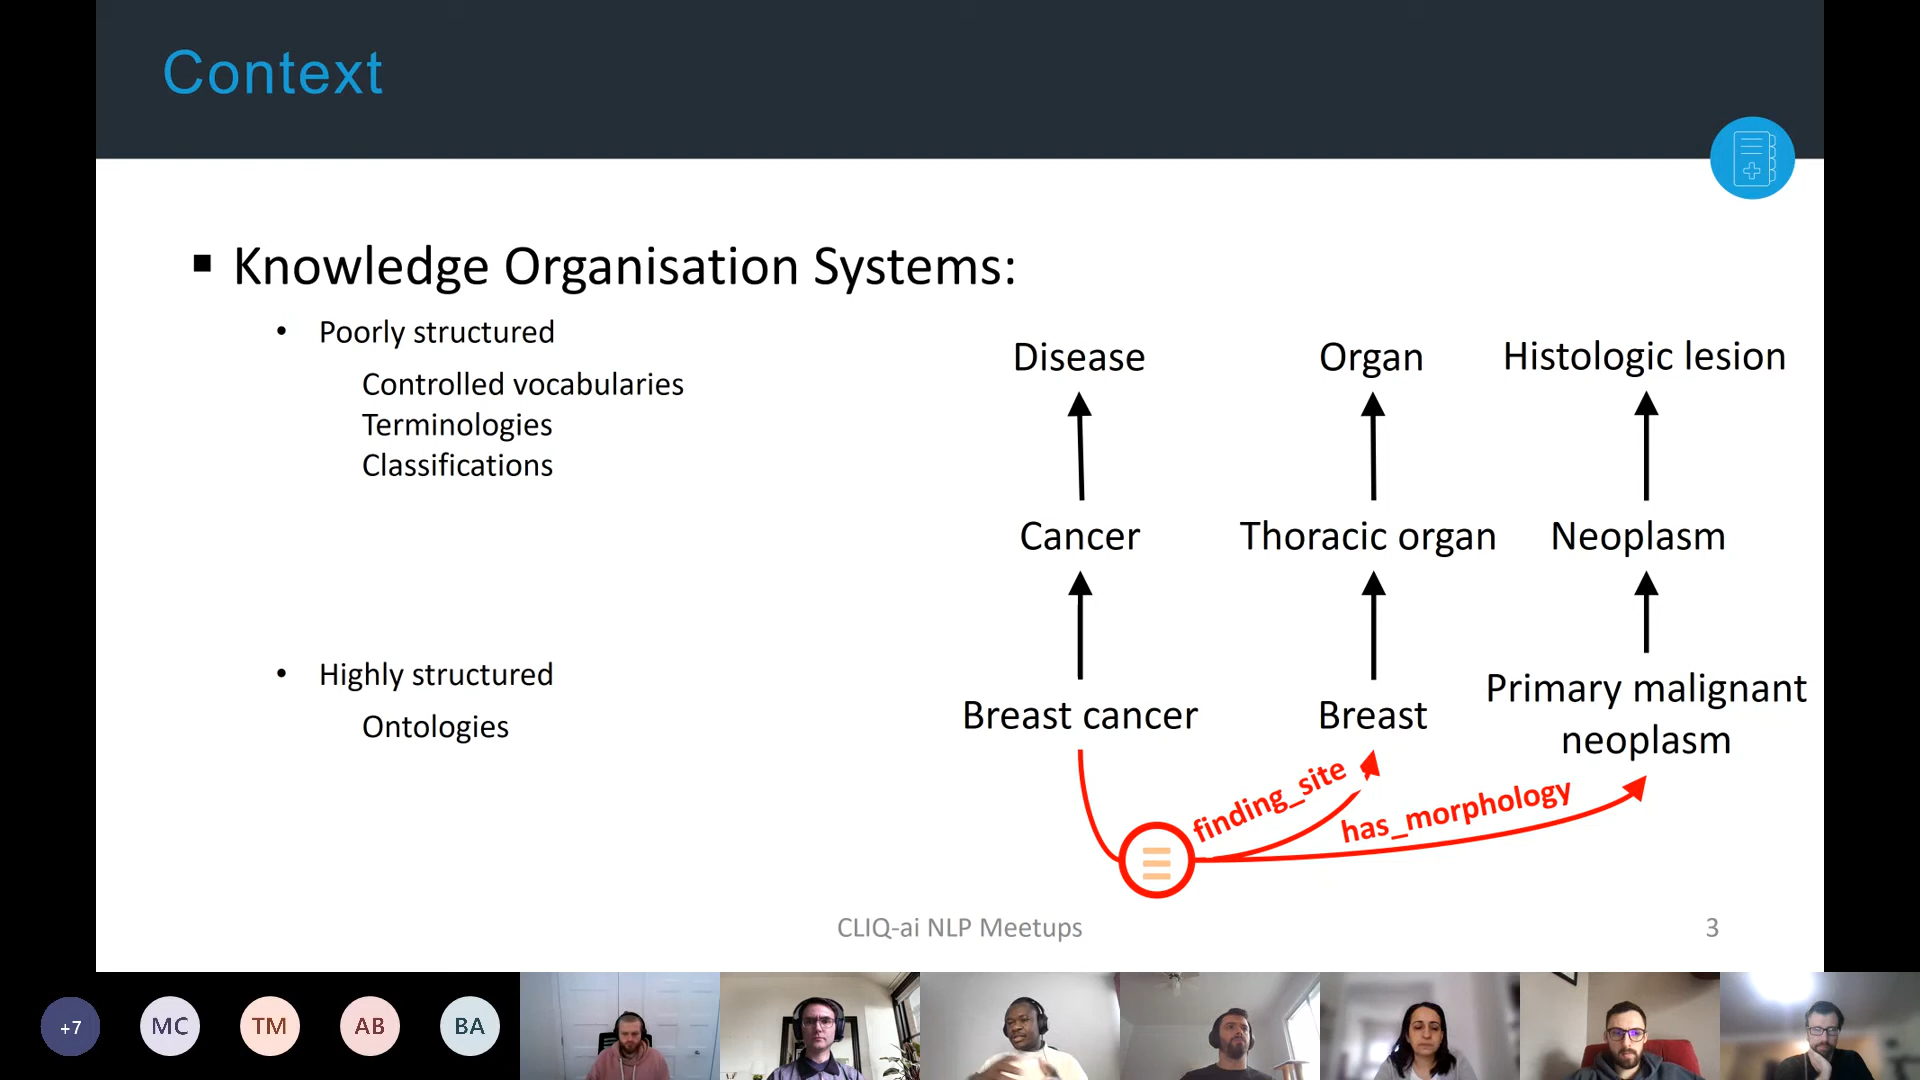 Context
Knowledge Organisation Systems:
Poorly structured
Controlled vocabularies
Terminologies
Classifications
Highly structured
Ontologies
Disease
Organ
Histologic lesion
Cancer
Thoracic organ
Neoplasm
Breast cancer
Breast
Primary malignant
neoplasm
finding_site
has_morphology
CLIQ-ai NLP Meetups
3
+7
MC
TM
AB
BA